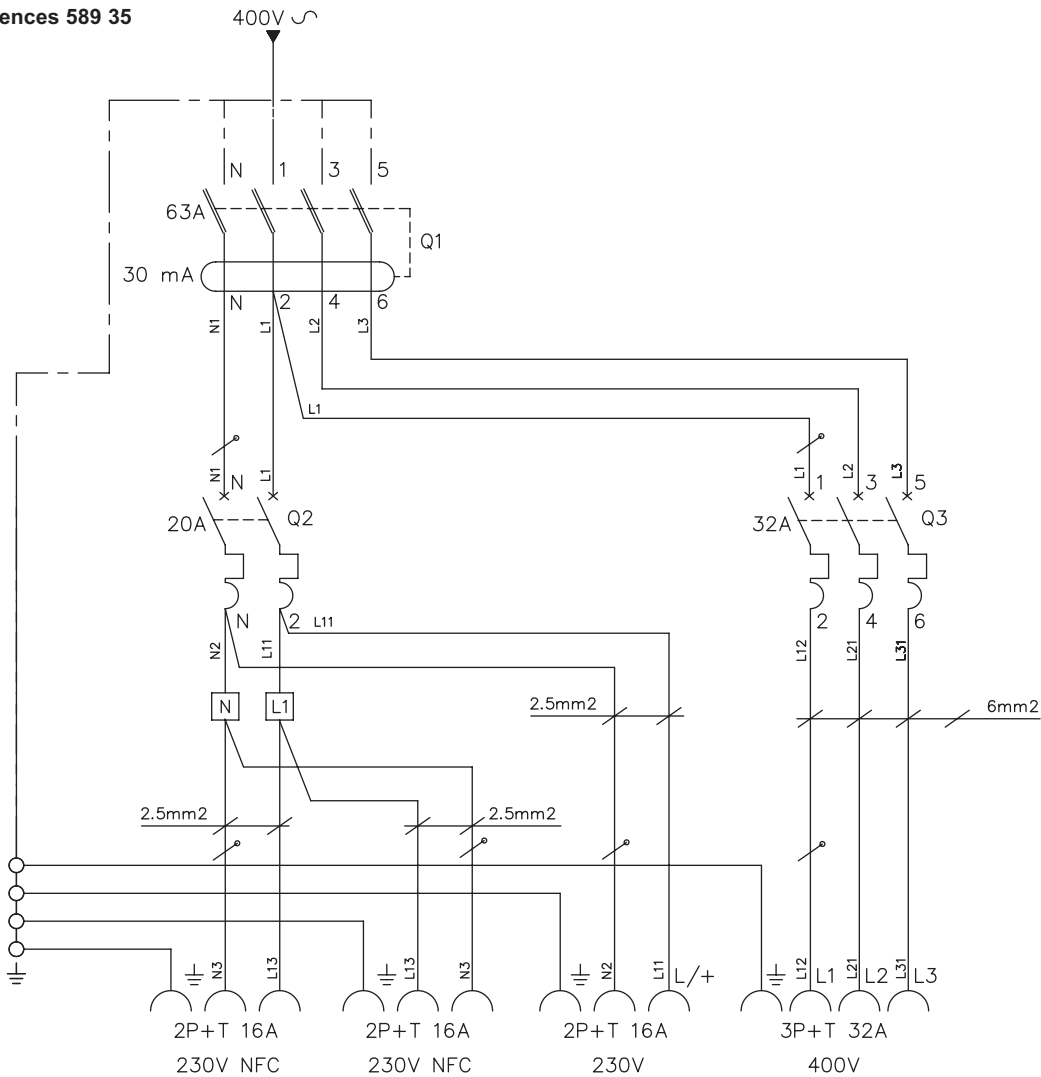 ences 589 35
400V
N 1 3 5
63A
Q1
30 mA
N 2 4 6
N1 L1 L2 L3
L1
N1 N L1
L1 1 L2 3 L3 5
20A Q2
32A Q3
N 2 L11
2 4 6
N2 L11
L12 L21 L31
N L1
2.5mm2
6mm2
2.5mm2
2.5mm2
N3 L13
L13 N3
N2 L11 L/+
L12 L1 L21 L2 L31 L3
2P+T 16A
2P+T 16A
2P+T 16A
3P+T 32A
230V NFC
230V NFC
230V
400V